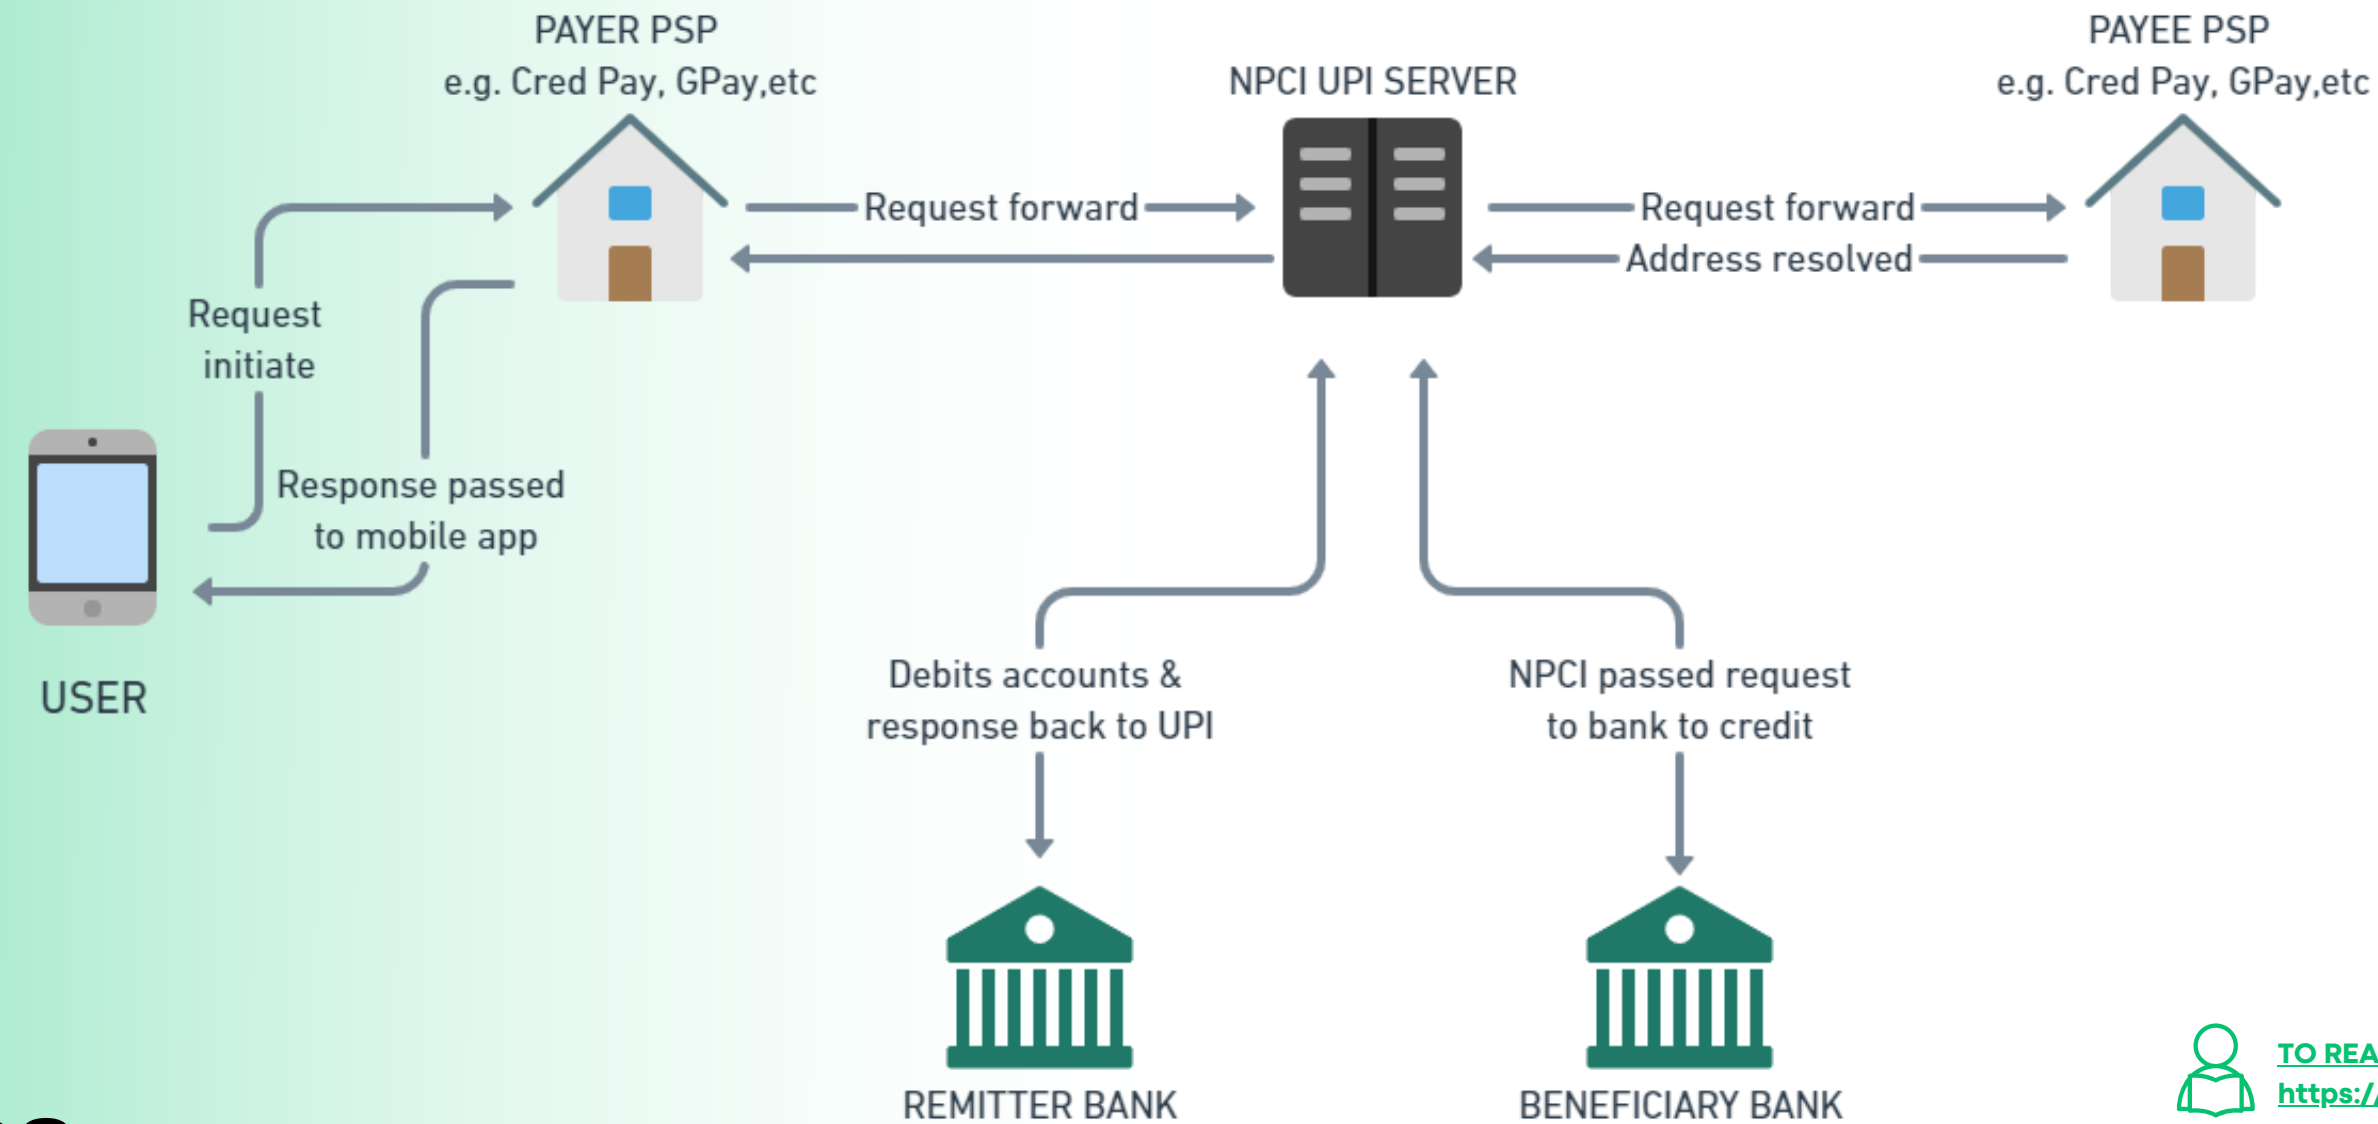 PAYER PSP
e.g. Cred Pay, GPay,etc
NPCI UPI SERVER
PAYEE PSP
e.g. Cred Pay, GPay,etc
Request forward
Request forward
Address resolved
Request
initiate
Response passed
to mobile app
USER
Debits accounts &
response back to UPI
NPCI passed request
to bank to credit
REMITTER BANK
BENEFICIARY BANK
TO REA
https:/